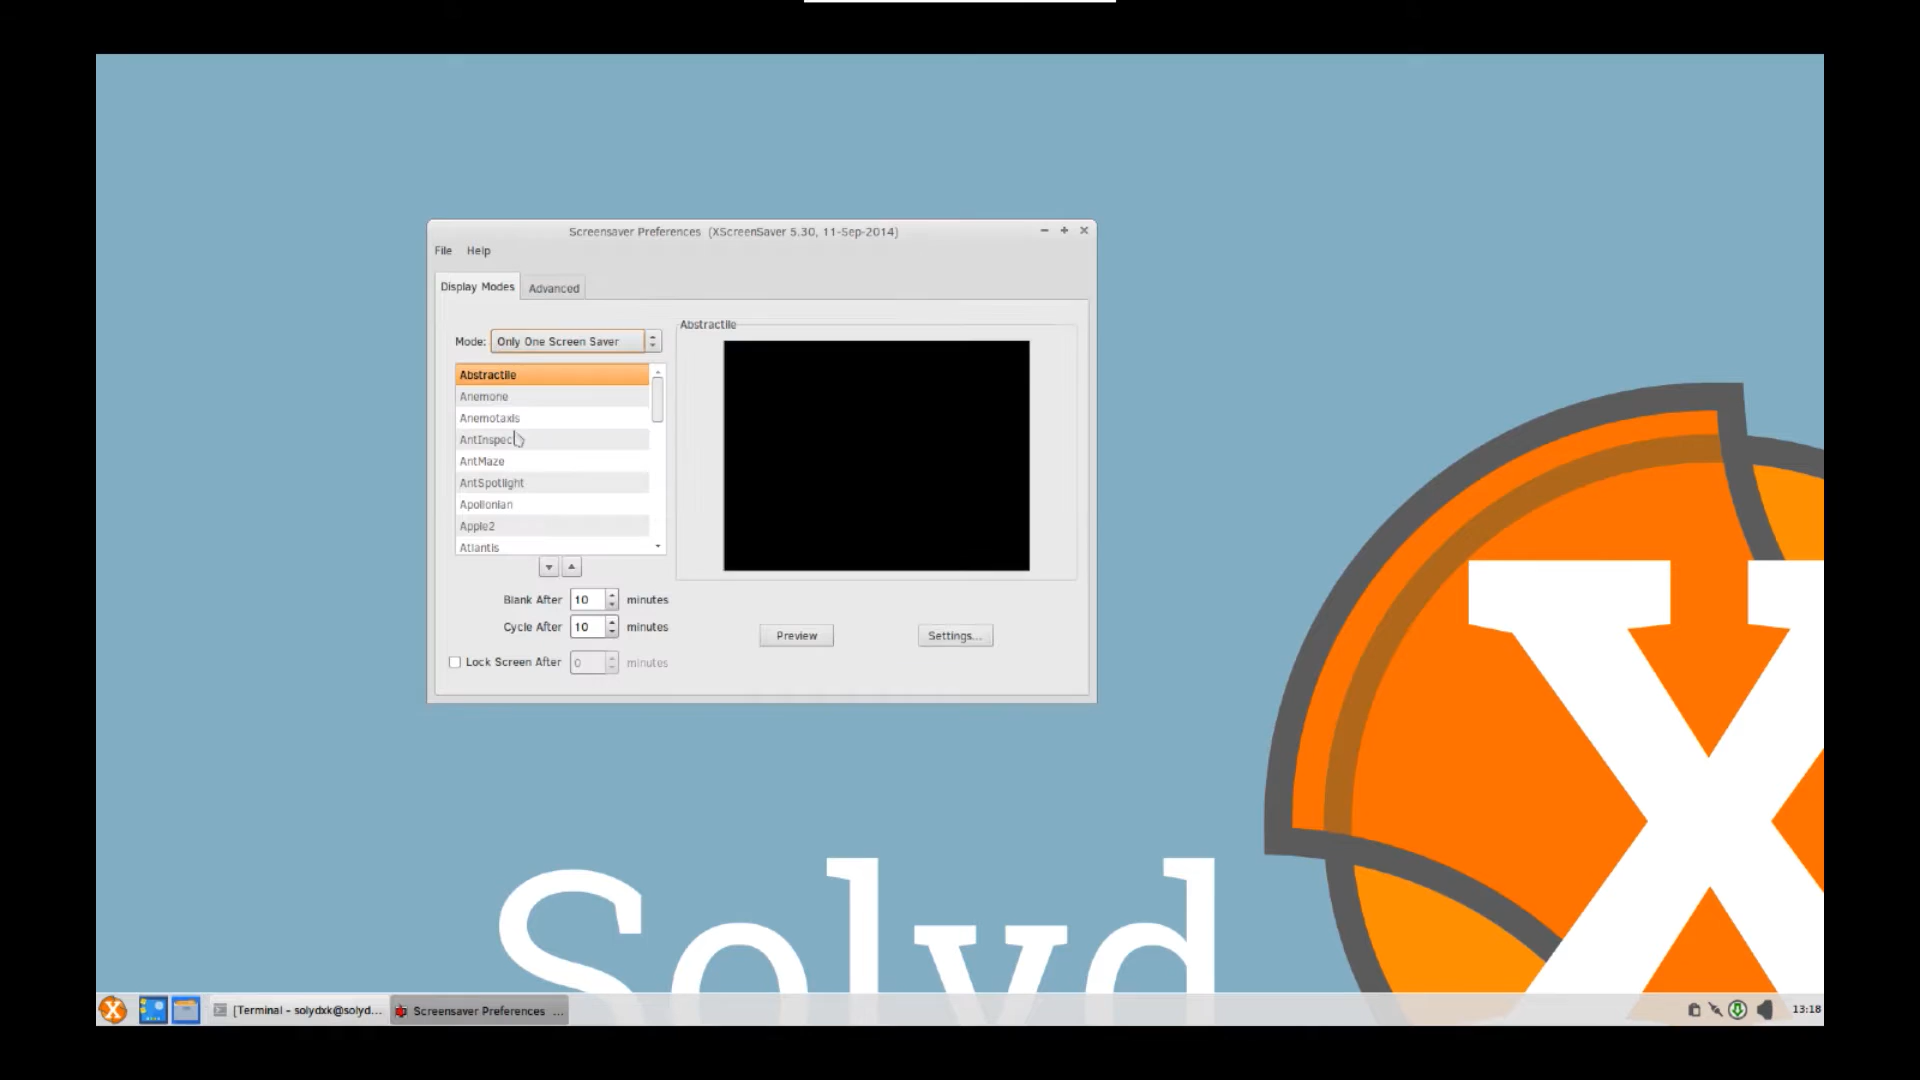 Screensaver Preferences (XScreenSaver 5.30, 11-Sep-2014)
File Help
Display Modes Advanced
Mode: Only One Screen Saver
Abstractile
Abstractile
Anemone
Anemotaxis
AntInspect
AntMaze
AntSpotlight
Apollonian
Apple2
Atlantis
Blank After 10 minutes
Cycle After 10 minutes
Preview Settings...
Lock Screen After 0 minutes
Solyd
X
[Terminal - solydxk@solyd... Screensaver Preferences ... 13:18